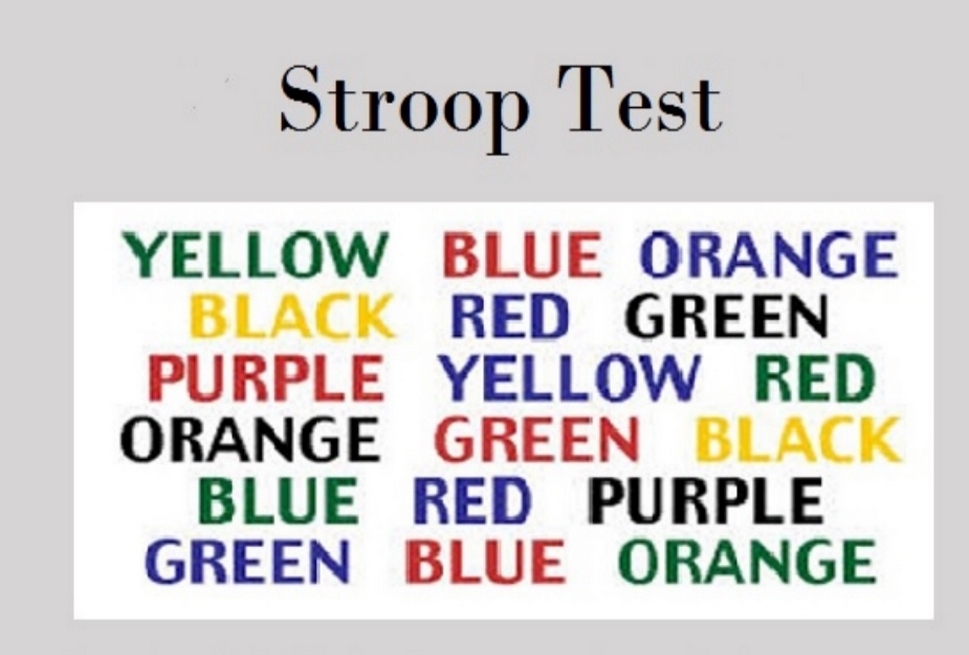 Stroop Test
YELLOW BLUE ORANGE
BLACK RED GREEN
PURPLE YELLOW RED
ORANGE GREEN BLACK
BLUE RED PURPLE
GREEN BLUE ORANGE